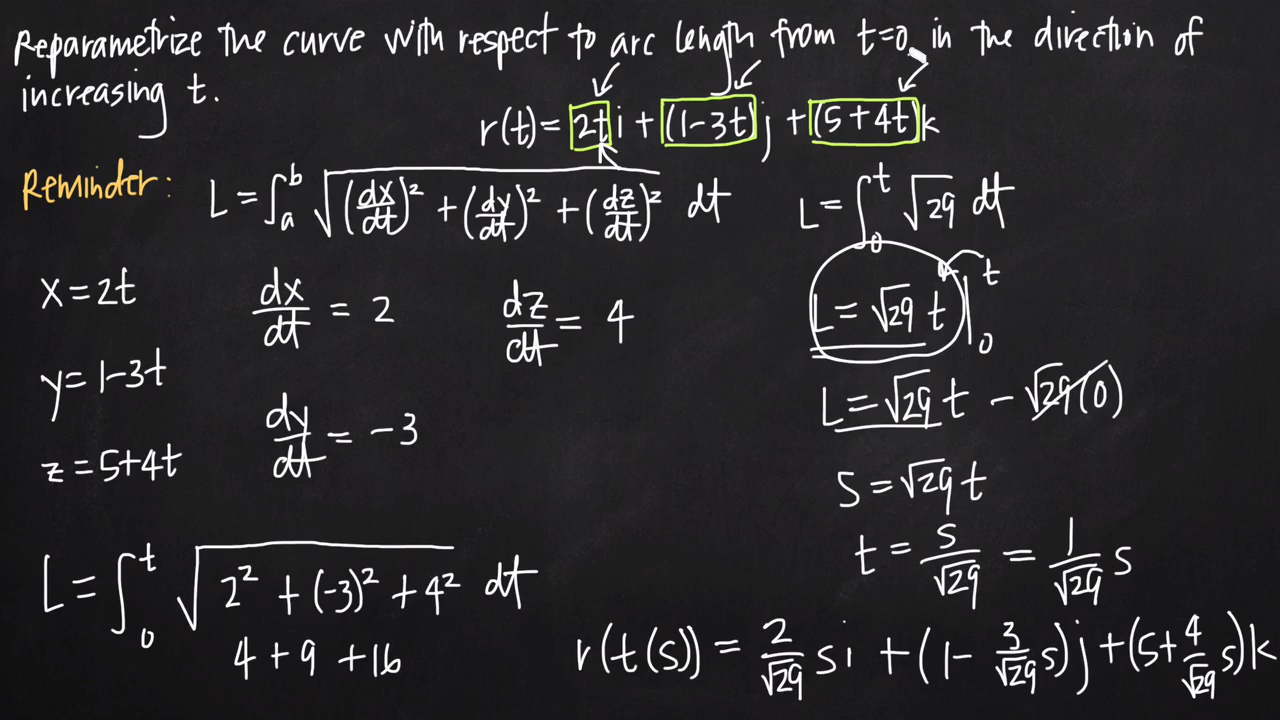 Reparametrize the curve with respect to arc length from t=0 in the direction of
increasing t.
r(t) = 2t i + (1-3t) j + (5+4t) k
Reminder: L = ∫_a^b √((dx/dt)² + (dy/dt)² + (dz/dt)²) dt
x = 2t
y = 1-3t
z = 5+4t
dx/dt = 2
dy/dt = -3
dz/dt = 4
L = ∫_0^t √(2² + (-3)² + 4²) dt
4 + 9 + 16
L = ∫_0^t √29 dt
L = √29 t |_0^t
L = √29 t - √29(0)
S = √29 t
t = s/√29 = 1/√29 s
r(t(s)) = 2/√29 s i + (1 - 3/√29 s) j + (5 + 4/√29 s) k